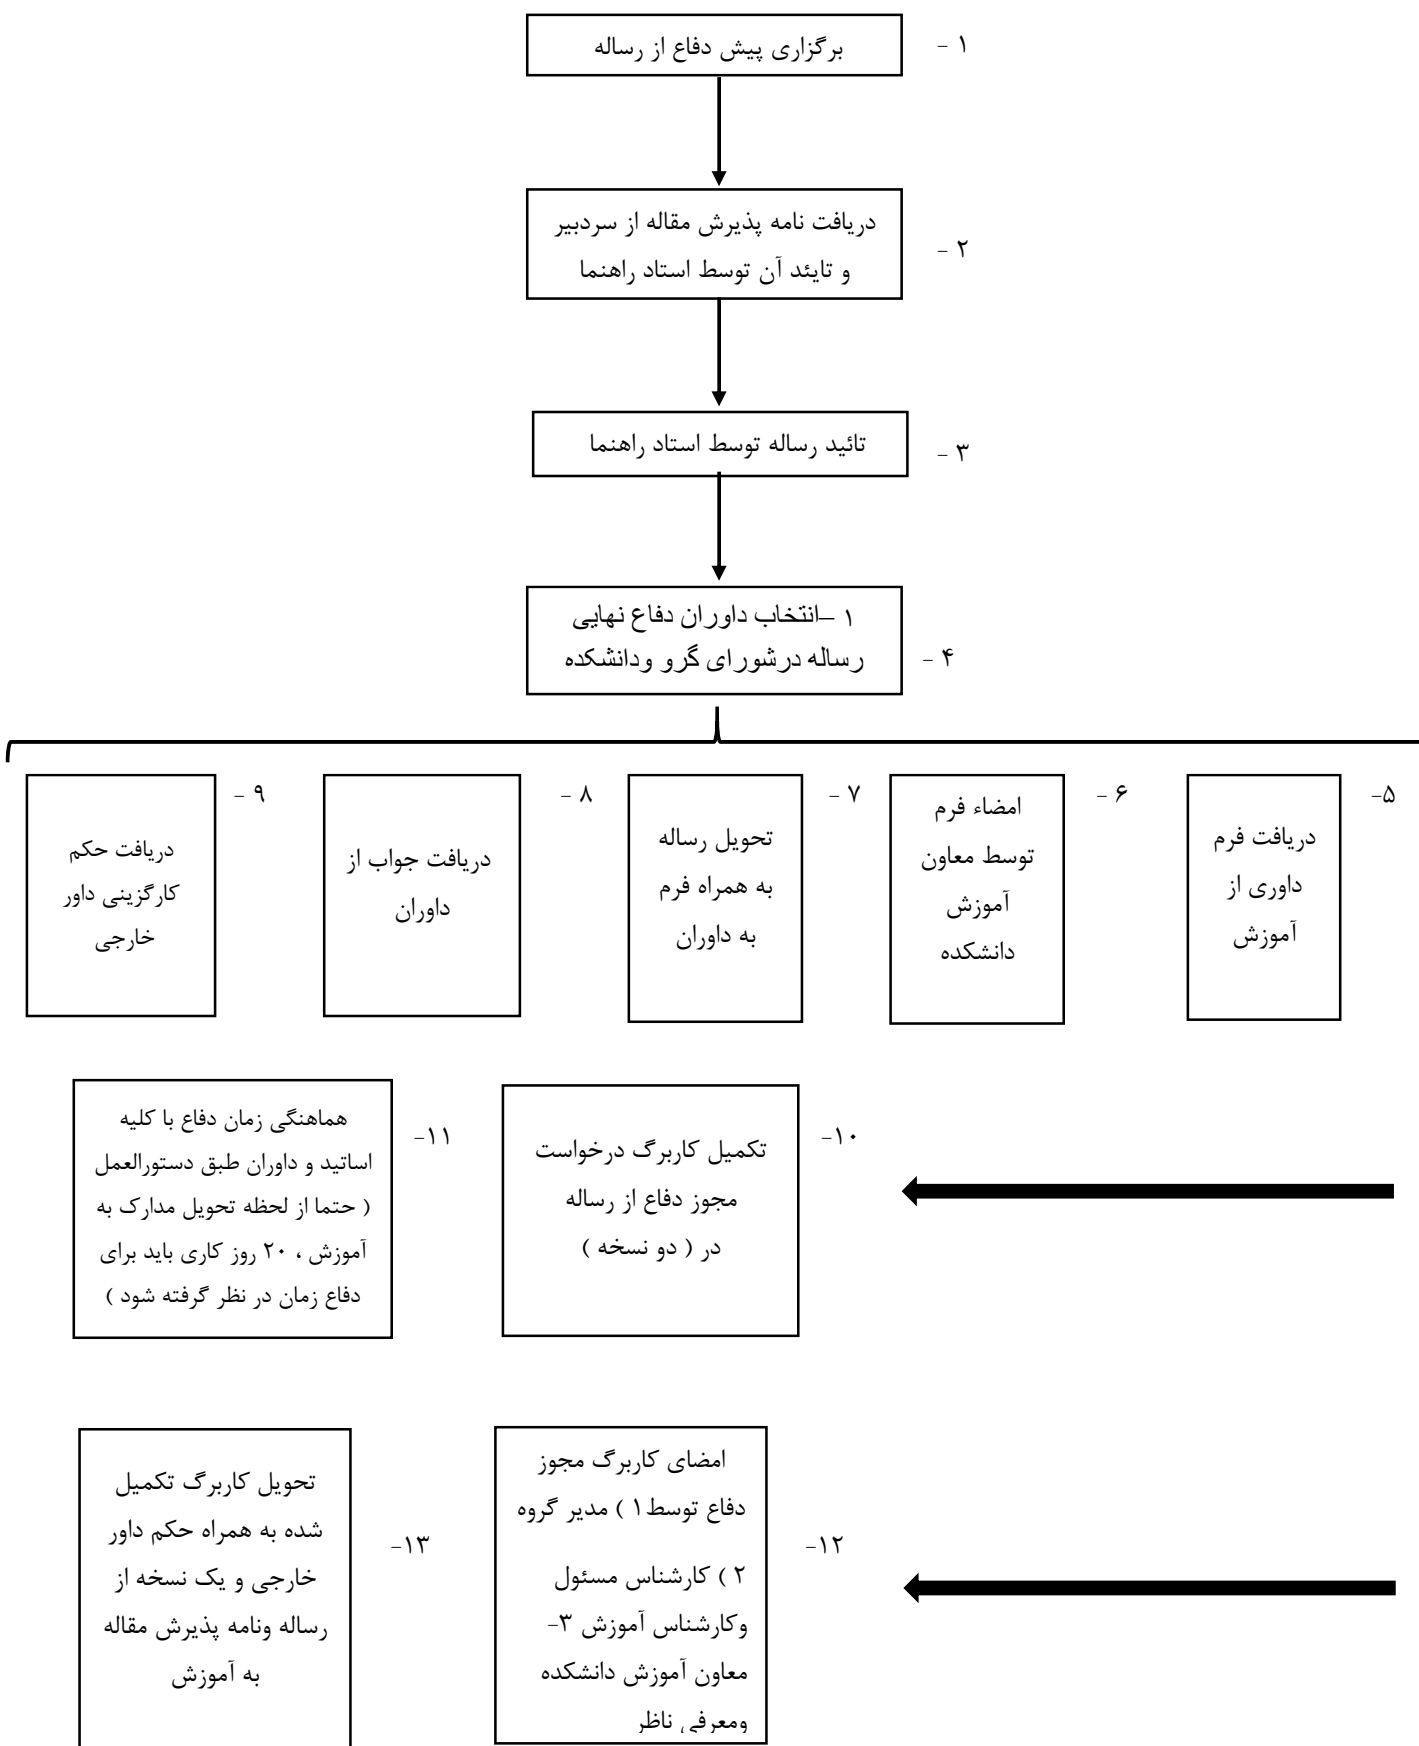 ۱ -
برگزاری پیش دفاع از رساله
۲ -
دریافت نامه پذیرش مقاله از سردبیر
و تایئد آن توسط استاد راهنما
۳ -
تائید رساله توسط استاد راهنما
۴ -
۱ –انتخاب داوران دفاع نهایی
رساله درشورای گرو ودانشکده
۵-
دریافت فرم
داوری از
آموزش
۶ -
امضاء فرم
توسط معاون
آموزش
دانشکده
۷ -
تحویل رساله
به همراه فرم
به داوران
۸ -
دریافت جواب از
داوران
۹ -
دریافت حکم
کارگزینی داور
خارجی
۱۰-
تکمیل کاربرگ درخواست
مجوز دفاع از رساله
در ( دو نسخه )
۱۱-
هماهنگی زمان دفاع با کلیه
اساتید و داوران طبق دستورالعمل
( حتما از لحظه تحویل مدارک به
آموزش ، ۲۰ روز کاری باید برای
دفاع زمان در نظر گرفته شود )
۱۲-
امضای کاربرگ مجوز
دفاع توسط۱ ) مدیر گروه
۲ ) کارشناس مسئول
وکارشناس آموزش ۳-
معاون آموزش دانشکده
ومعرفی ناظر
۱۳-
تحویل کاربرگ تکمیل
شده به همراه حکم داور
خارجی و یک نسخه از
رساله ونامه پذیرش مقاله
به آموزش